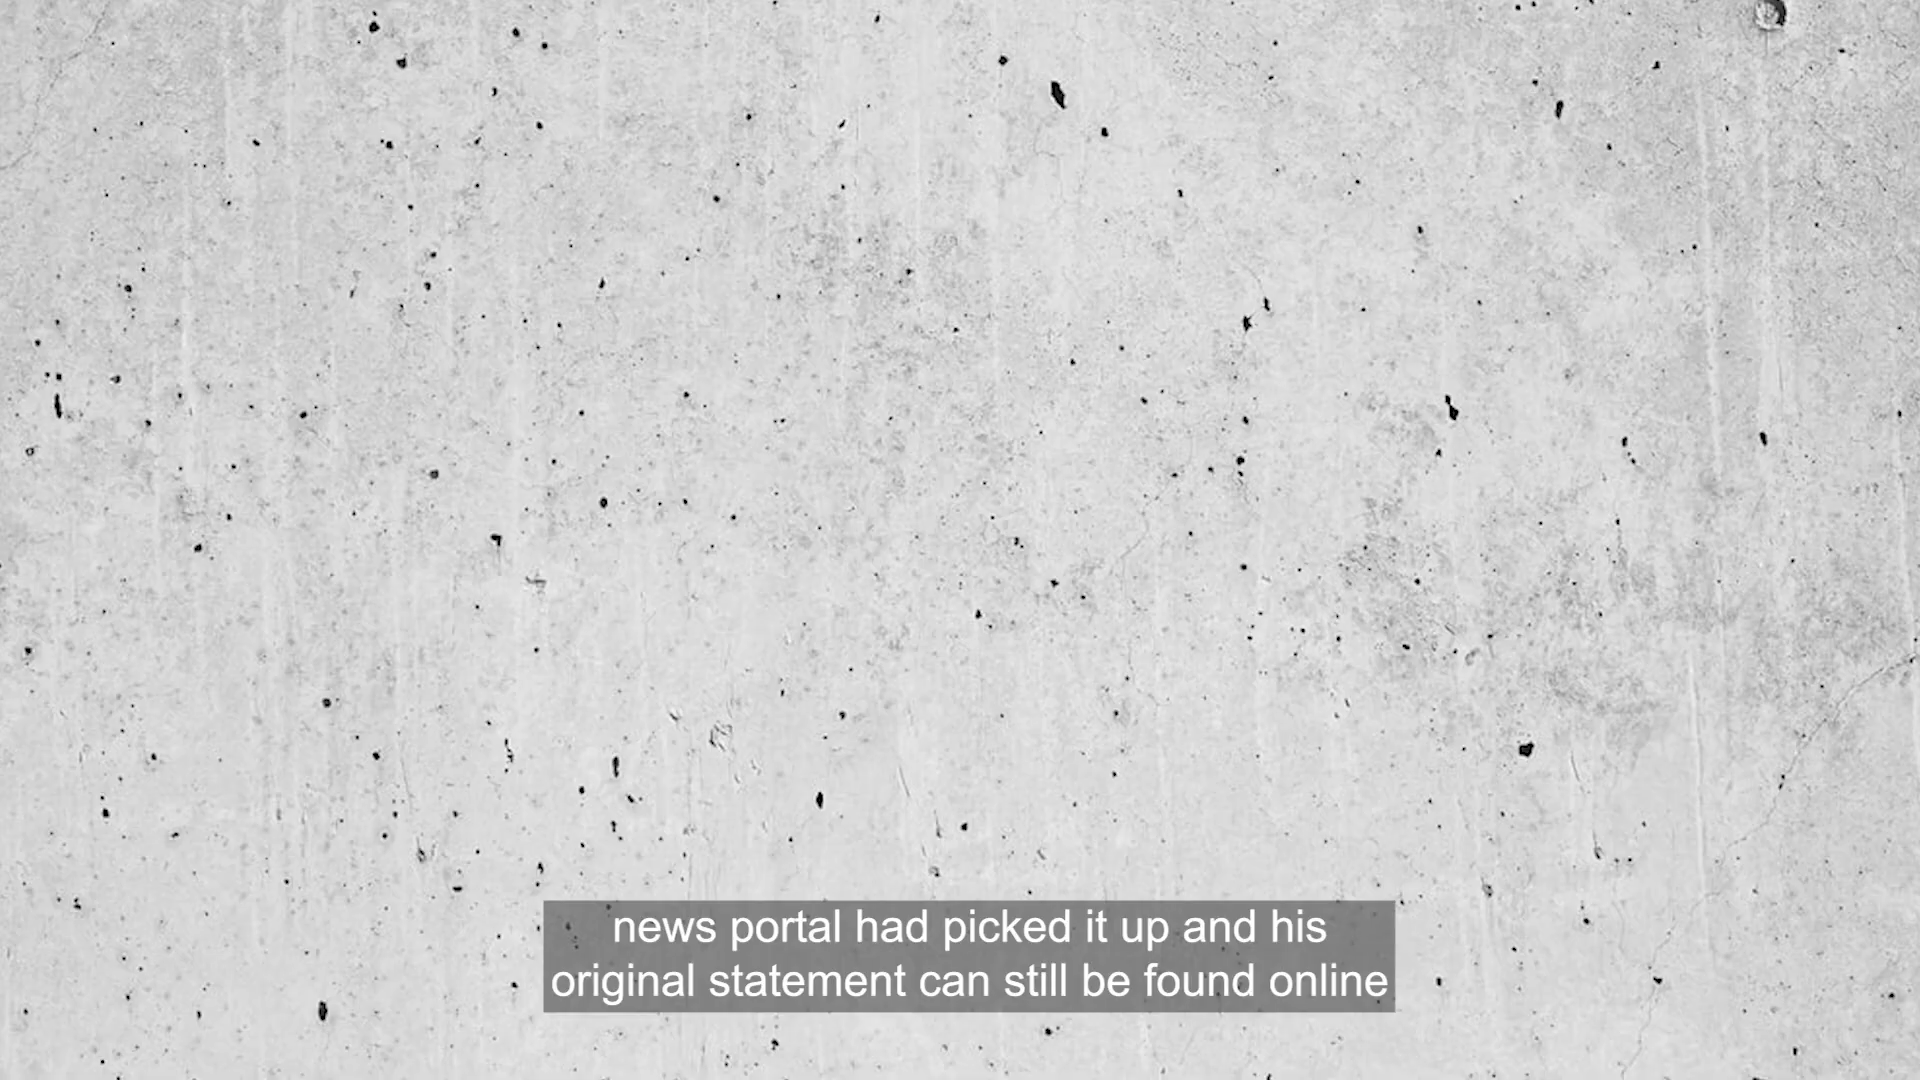 news portal had picked it up and his
original statement can still be found online